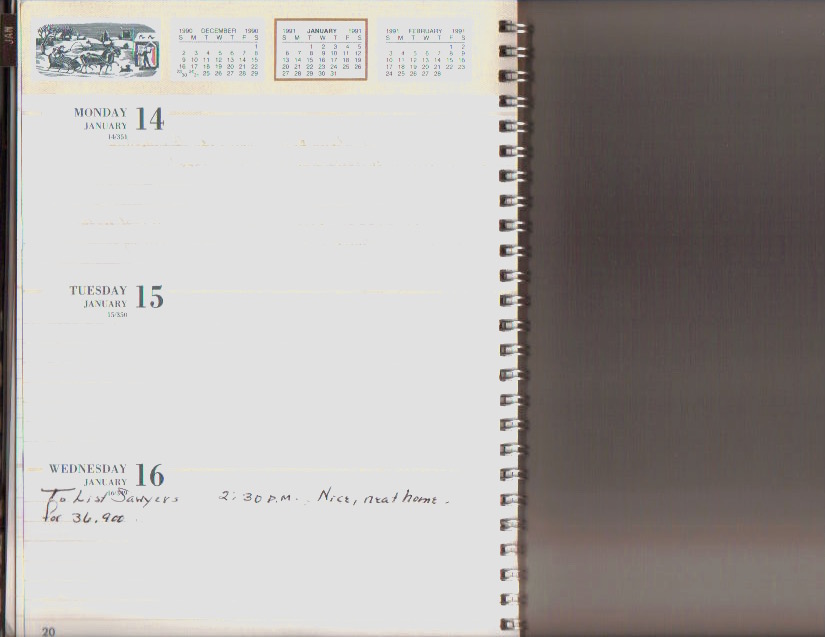 JAN
1990 DECEMBER 1990
S M T W T F S
1
2 3 4 5 6 7 8
9 10 11 12 13 14 15
16 17 18 19 20 21 22
23 30 24 31 25 26 27 28 29
1991 JANUARY 1991
S M T W T F S
1 2 3 4 5
6 7 8 9 10 11 12
13 14 15 16 17 18 19
20 21 22 23 24 25 26
27 28 29 30 31
1991 FEBRUARY 1991
S M T W T F S
1 2
3 4 5 6 7 8 9
10 11 12 13 14 15 16
17 18 19 20 21 22 23
24 25 26 27 28
MONDAY 14
JANUARY
14/351
TUESDAY 15
JANUARY
15/350
WEDNESDAY 16
JANUARY
To List Sawyers 2:30 P.M. Nice, neat home.
for 36,900
20